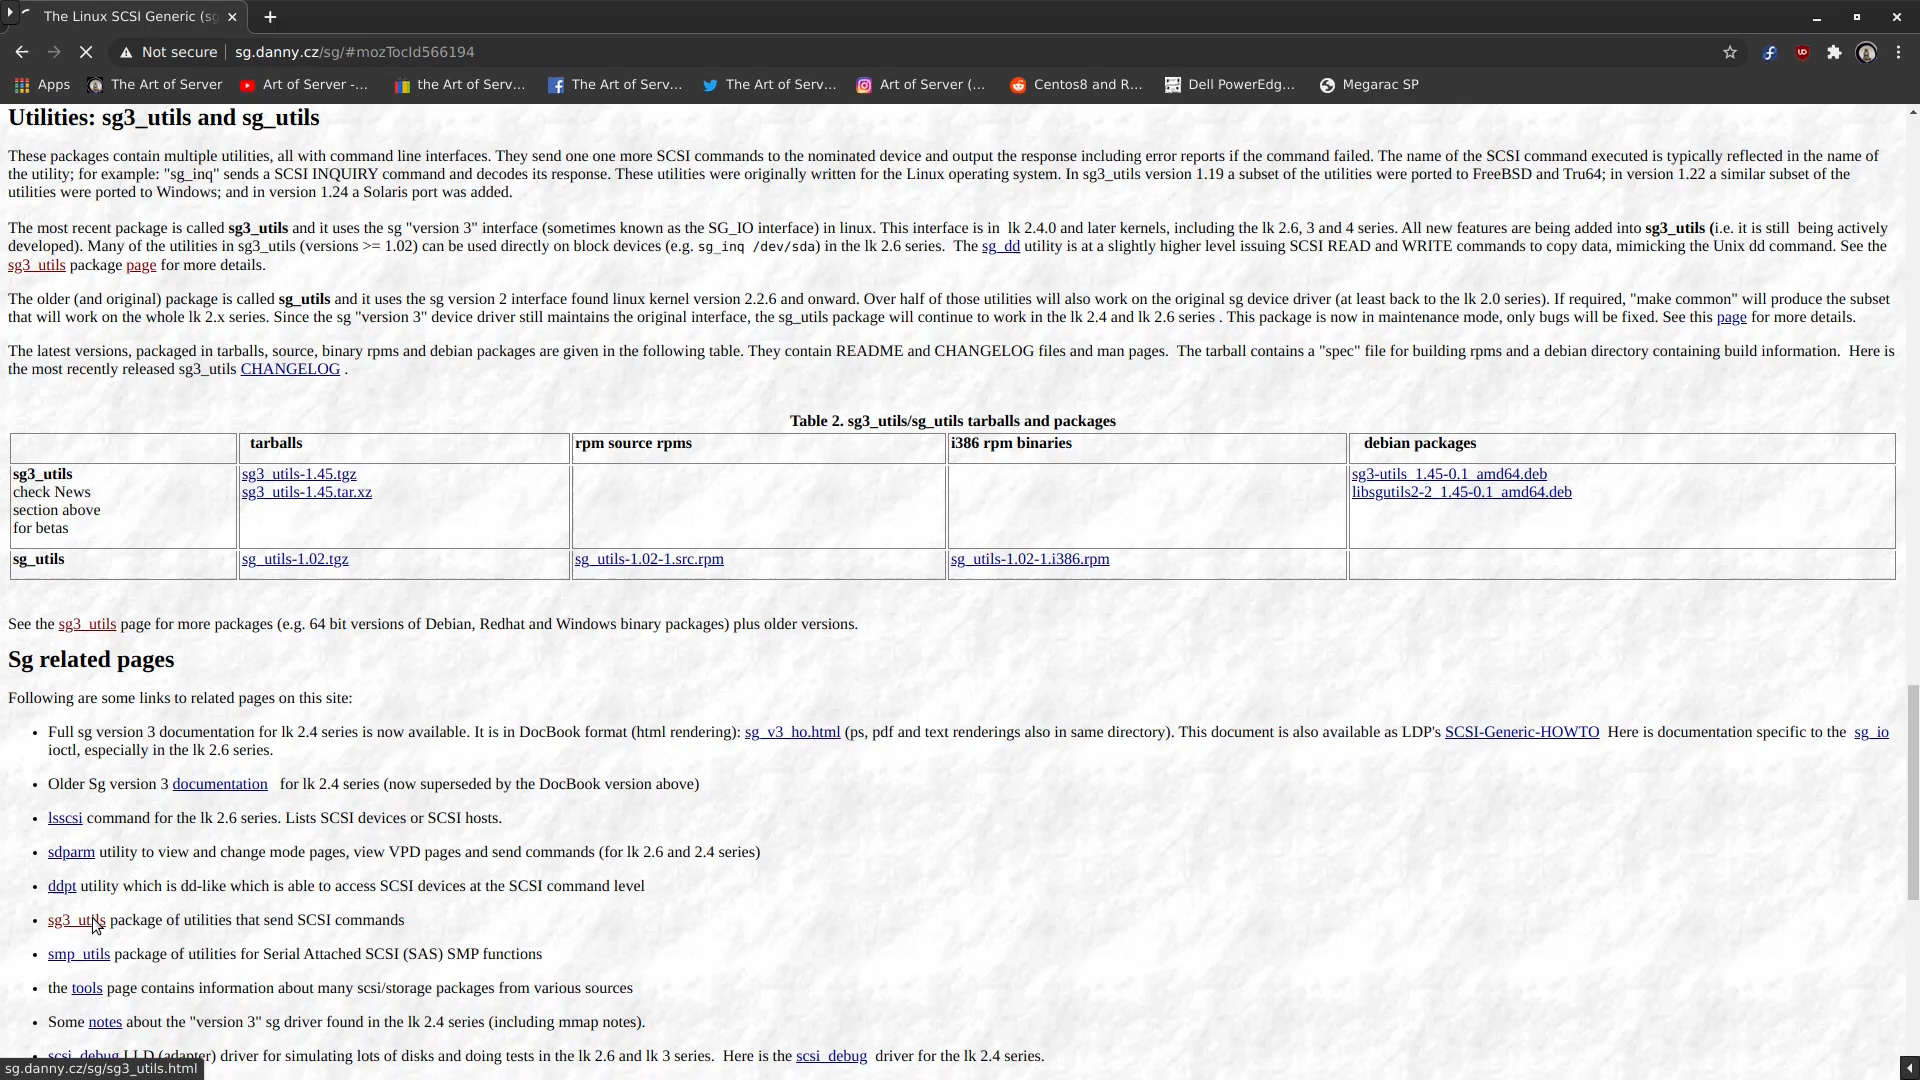 The Linux SCSI Generic (sg
Not secure | sg.danny.cz/sg/#mozTocId566194
Apps The Art of Server Art of Server -... the Art of Serv... The Art of Serv... The Art of Serv... Art of Server (... Centos8 and R... Dell PowerEdg... Megarac SP
Utilities: sg3_utils and sg_utils
These packages contain multiple utilities, all with command line interfaces. They send one one more SCSI commands to the nominated device and output the response including error reports if the command failed. The name of the SCSI command executed is typically reflected in the name of
the utility; for example: "sg_inq" sends a SCSI INQUIRY command and decodes its response. These utilities were originally written for the Linux operating system. In sg3_utils version 1.19 a subset of the utilities were ported to FreeBSD and Tru64; in version 1.22 a similar subset of the
utilities were ported to Windows; and in version 1.24 a Solaris port was added.
The most recent package is called sg3_utils and it uses the sg "version 3" interface (sometimes known as the SG_IO interface) in linux. This interface is in lk 2.4.0 and later kernels, including the lk 2.6, 3 and 4 series. All new features are being added into sg3_utils (i.e. it is still being actively
developed). Many of the utilities in sg3_utils (versions >= 1.02) can be used directly on block devices (e.g. sg_inq /dev/sda) in the lk 2.6 series. The sg_dd utility is at a slightly higher level issuing SCSI READ and WRITE commands to copy data, mimicking the Unix dd command. See the
sg3_utils package page for more details.
The older (and original) package is called sg_utils and it uses the sg version 2 interface found linux kernel version 2.2.6 and onward. Over half of those utilities will also work on the original sg device driver (at least back to the lk 2.0 series). If required, "make common" will produce the subset
that will work on the whole lk 2.x series. Since the sg "version 3" device driver still maintains the original interface, the sg_utils package will continue to work in the lk 2.4 and lk 2.6 series . This package is now in maintenance mode, only bugs will be fixed. See this page for more details.
The latest versions, packaged in tarballs, source, binary rpms and debian packages are given in the following table. They contain README and CHANGELOG files and man pages. The tarball contains a "spec" file for building rpms and a debian directory containing build information. Here is
the most recently released sg3_utils CHANGELOG .
Table 2. sg3_utils/sg_utils tarballs and packages
tarballs rpm source rpms i386 rpm binaries debian packages
sg3_utils sg3_utils-1.45.tgz sg3-utils_1.45-0.1_amd64.deb
check News sg3_utils-1.45.tar.xz libsgutils2-2_1.45-0.1_amd64.deb
section above
for betas
sg_utils sg_utils-1.02.tgz sg_utils-1.02-1.src.rpm sg_utils-1.02-1.i386.rpm
See the sg3_utils page for more packages (e.g. 64 bit versions of Debian, Redhat and Windows binary packages) plus older versions.
Sg related pages
Following are some links to related pages on this site:
• Full sg version 3 documentation for lk 2.4 series is now available. It is in DocBook format (html rendering): sg_v3_ho.html (ps, pdf and text renderings also in same directory). This document is also available as LDP's SCSI-Generic-HOWTO Here is documentation specific to the sg_io
ioctl, especially in the lk 2.6 series.
• Older Sg version 3 documentation for lk 2.4 series (now superseded by the DocBook version above)
• lsscsi command for the lk 2.6 series. Lists SCSI devices or SCSI hosts.
• sdparm utility to view and change mode pages, view VPD pages and send commands (for lk 2.6 and 2.4 series)
• ddpt utility which is dd-like which is able to access SCSI devices at the SCSI command level
• sg3_utils package of utilities that send SCSI commands
• smp_utils package of utilities for Serial Attached SCSI (SAS) SMP functions
• the tools page contains information about many scsi/storage packages from various sources
• Some notes about the "version 3" sg driver found in the lk 2.4 series (including mmap notes).
• scsi_debug LLD (adapter) driver for simulating lots of disks and doing tests in the lk 2.6 and lk 3 series. Here is the scsi_debug driver for the lk 2.4 series.
sg.danny.cz/sg/sg3_utils.html